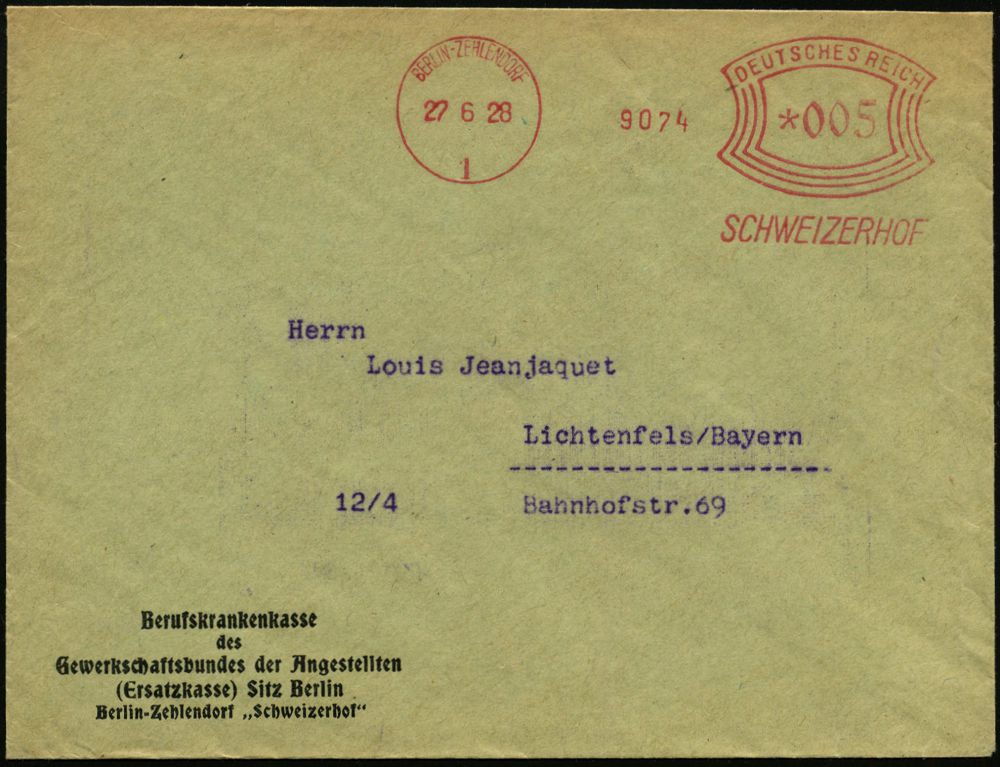 BERLIN-ZEHLENDORF
27 6 28
1
9074
DEUTSCHES REICH
*005
SCHWEIZERHOF
Herrn
Louis Jeanjaquet
Lichtenfels/Bayern
---------------------
12/4 Bahnhofstr.69
Berufskrankenkasse
des
Gewerkschaftsbundes der Angestellten
(Ersatzkasse) Sitz Berlin
Berlin-Zehlendorf „Schweizerhof“